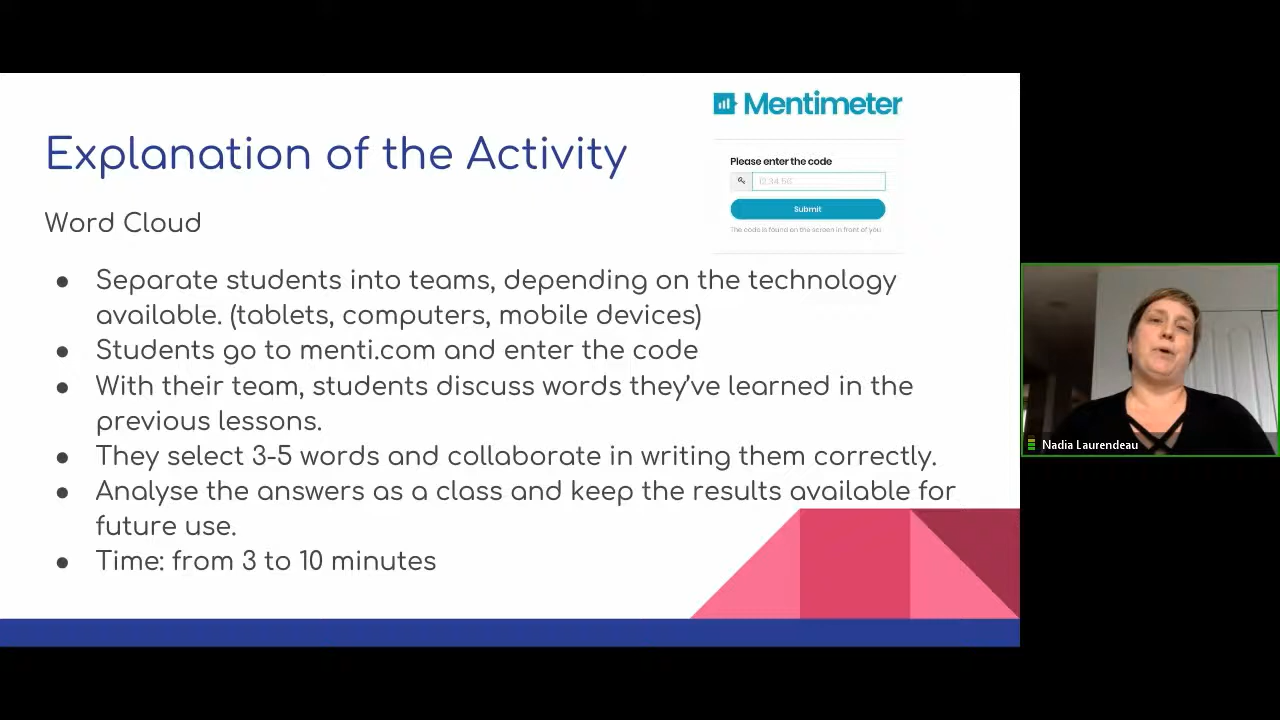 Mentimeter
Explanation of the Activity
Please enter the code
12 34 56
Submit
The code is found on the screen in front of you
Word Cloud
● Separate students into teams, depending on the technology
available. (tablets, computers, mobile devices)
● Students go to menti.com and enter the code
● With their team, students discuss words they’ve learned in the
previous lessons.
● They select 3-5 words and collaborate in writing them correctly.
● Analyse the answers as a class and keep the results available for
future use.
● Time: from 3 to 10 minutes
Nadia Laurendeau